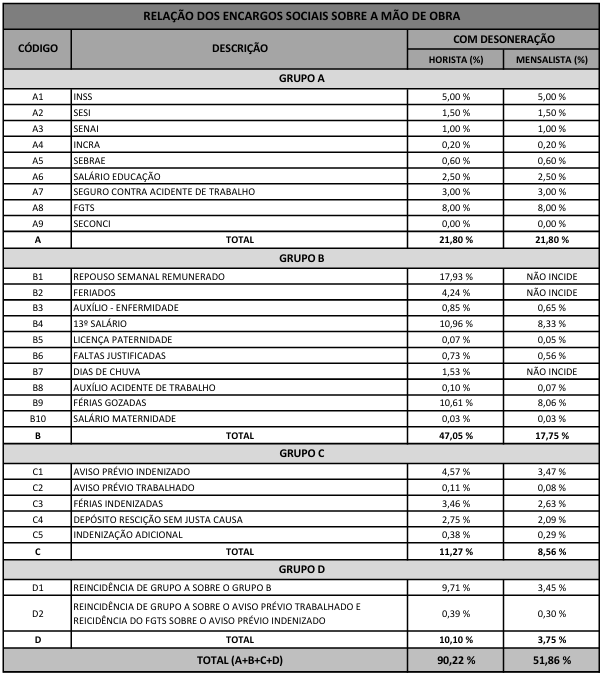 RELAÇÃO DOS ENCARGOS SOCIAIS SOBRE A MÃO DE OBRA
CÓDIGO DESCRIÇÃO COM DESONERAÇÃO
HORISTA (%) MENSALISTA (%)
GRUPO A
A1 INSS 5,00 % 5,00 %
A2 SESI 1,50 % 1,50 %
A3 SENAI 1,00 % 1,00 %
A4 INCRA 0,20 % 0,20 %
A5 SEBRAE 0,60 % 0,60 %
A6 SALÁRIO EDUCAÇÃO 2,50 % 2,50 %
A7 SEGURO CONTRA ACIDENTE DE TRABALHO 3,00 % 3,00 %
A8 FGTS 8,00 % 8,00 %
A9 SECONCI 0,00 % 0,00 %
A TOTAL 21,80 % 21,80 %
GRUPO B
B1 REPOUSO SEMANAL REMUNERADO 17,93 % NÃO INCIDE
B2 FERIADOS 4,24 % NÃO INCIDE
B3 AUXÍLIO - ENFERMIDADE 0,85 % 0,65 %
B4 13º SALÁRIO 10,96 % 8,33 %
B5 LICENÇA PATERNIDADE 0,07 % 0,05 %
B6 FALTAS JUSTIFICADAS 0,73 % 0,56 %
B7 DIAS DE CHUVA 1,53 % NÃO INCIDE
B8 AUXÍLIO ACIDENTE DE TRABALHO 0,10 % 0,07 %
B9 FÉRIAS GOZADAS 10,61 % 8,06 %
B10 SALÁRIO MATERNIDADE 0,03 % 0,03 %
B TOTAL 47,05 % 17,75 %
GRUPO C
C1 AVISO PRÉVIO INDENIZADO 4,57 % 3,47 %
C2 AVISO PRÉVIO TRABALHADO 0,11 % 0,08 %
C3 FÉRIAS INDENIZADAS 3,46 % 2,63 %
C4 DEPÓSITO RESCIÇÃO SEM JUSTA CAUSA 2,75 % 2,09 %
C5 INDENIZAÇÃO ADICIONAL 0,38 % 0,29 %
C TOTAL 11,27 % 8,56 %
GRUPO D
D1 REINCIDÊNCIA DE GRUPO A SOBRE O GRUPO B 9,71 % 3,45 %
D2 REINCIDÊNCIA DE GRUPO A SOBRE O AVISO PRÉVIO TRABALHADO E
REICIDÊNCIA DO FGTS SOBRE O AVISO PRÉVIO INDENIZADO 0,39 % 0,30 %
D TOTAL 10,10 % 3,75 %
TOTAL (A+B+C+D) 90,22 % 51,86 %